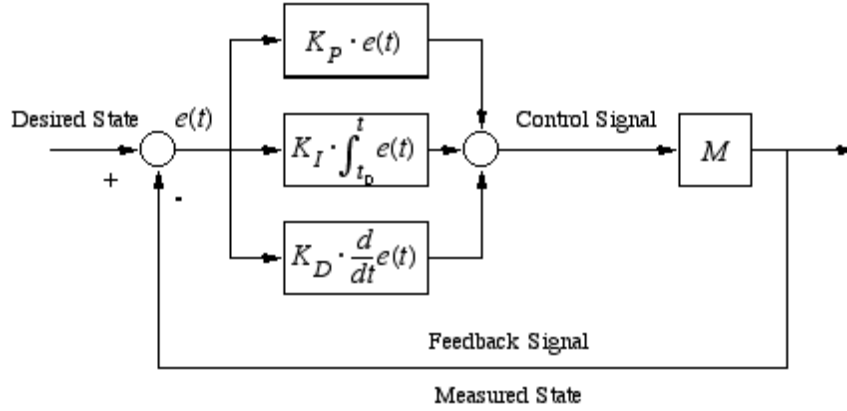 K_P · e(t)
Desired State
e(t)
K_I · ∫_{t_0}^{t} e(t)
Control Signal
M
+
-
K_D · d/dt e(t)
Feedback Signal
Measured State